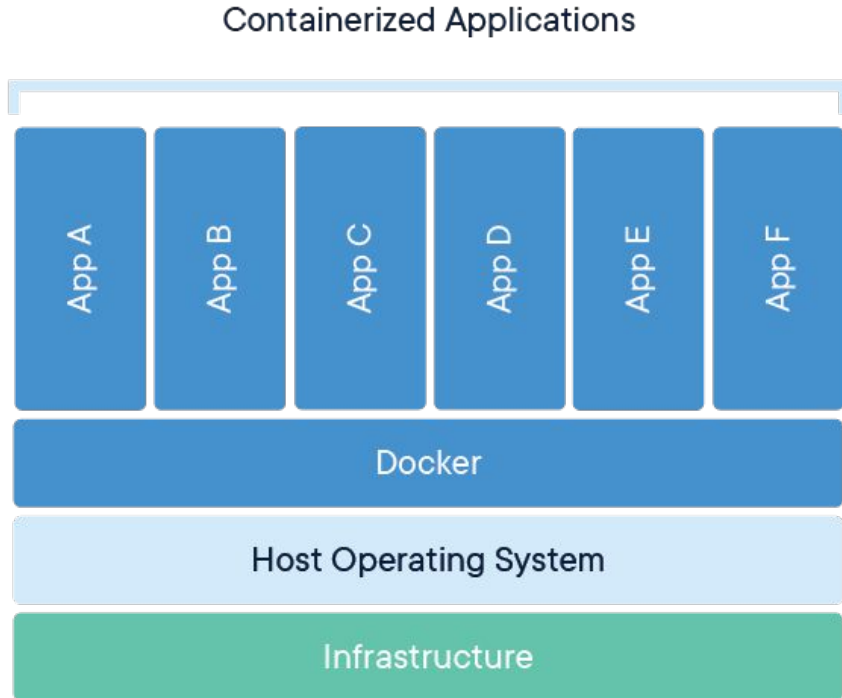 Containerized Applications
App A
App B
App C
App D
App E
App F
Docker
Host Operating System
Infrastructure